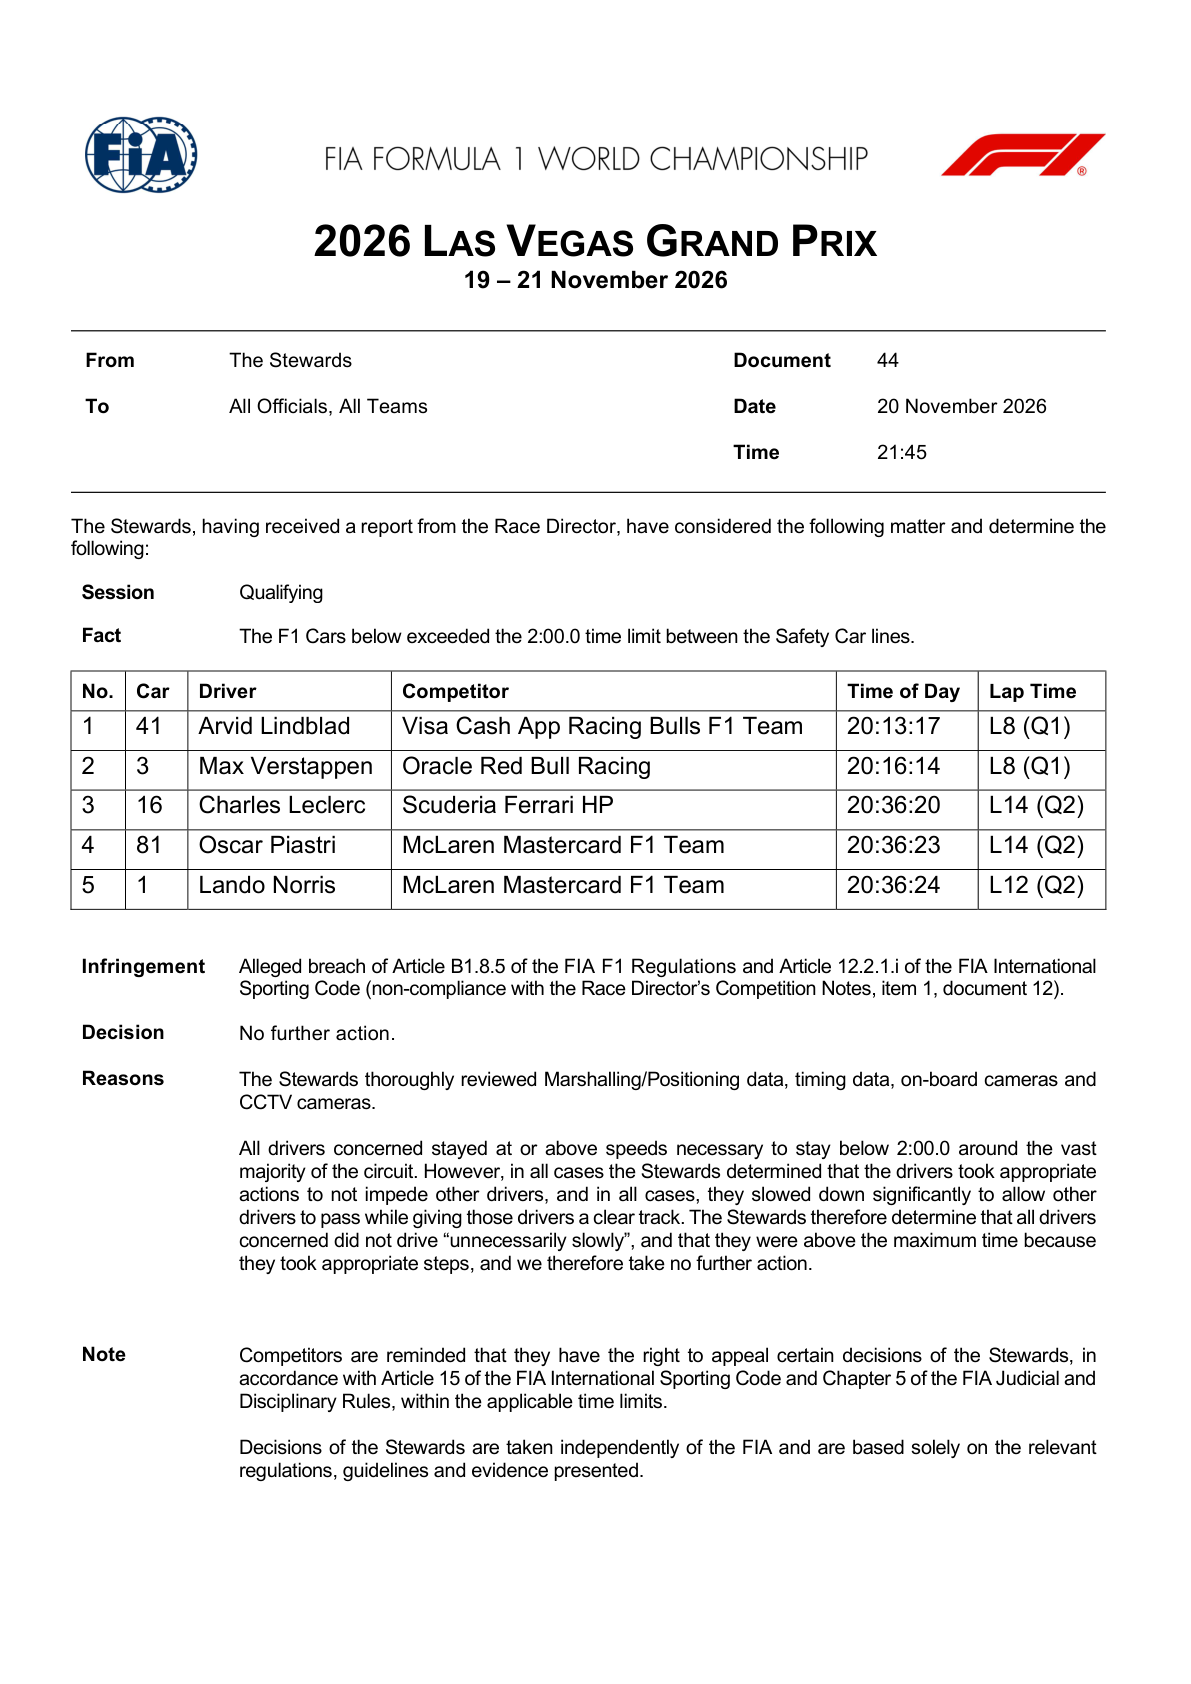 FiA
FIA FORMULA 1 WORLD CHAMPIONSHIP
F1®
2026 LAS VEGAS GRAND PRIX
19 – 21 November 2026
From The Stewards Document 44
To All Officials, All Teams Date 20 November 2026
Time 21:45
The Stewards, having received a report from the Race Director, have considered the following matter and determine the
following:
Session Qualifying
Fact The F1 Cars below exceeded the 2:00.0 time limit between the Safety Car lines.
No. Car Driver Competitor Time of Day Lap Time
1 41 Arvid Lindblad Visa Cash App Racing Bulls F1 Team 20:13:17 L8 (Q1)
2 3 Max Verstappen Oracle Red Bull Racing 20:16:14 L8 (Q1)
3 16 Charles Leclerc Scuderia Ferrari HP 20:36:20 L14 (Q2)
4 81 Oscar Piastri McLaren Mastercard F1 Team 20:36:23 L14 (Q2)
5 1 Lando Norris McLaren Mastercard F1 Team 20:36:24 L12 (Q2)
Infringement Alleged breach of Article B1.8.5 of the FIA F1 Regulations and Article 12.2.1.i of the FIA International
Sporting Code (non-compliance with the Race Director’s Competition Notes, item 1, document 12).
Decision No further action.
Reasons The Stewards thoroughly reviewed Marshalling/Positioning data, timing data, on-board cameras and
CCTV cameras.
All drivers concerned stayed at or above speeds necessary to stay below 2:00.0 around the vast
majority of the circuit. However, in all cases the Stewards determined that the drivers took appropriate
actions to not impede other drivers, and in all cases, they slowed down significantly to allow other
drivers to pass while giving those drivers a clear track. The Stewards therefore determine that all drivers
concerned did not drive “unnecessarily slowly”, and that they were above the maximum time because
they took appropriate steps, and we therefore take no further action.
Note Competitors are reminded that they have the right to appeal certain decisions of the Stewards, in
accordance with Article 15 of the FIA International Sporting Code and Chapter 5 of the FIA Judicial and
Disciplinary Rules, within the applicable time limits.
Decisions of the Stewards are taken independently of the FIA and are based solely on the relevant
regulations, guidelines and evidence presented.